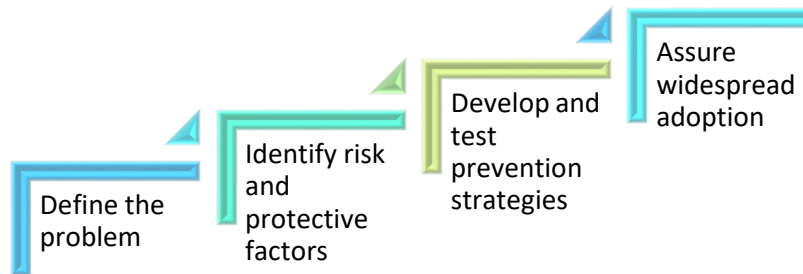 Define the
problem
Identify risk
and
protective
factors
Develop and
test
prevention
strategies
Assure
widespread
adoption